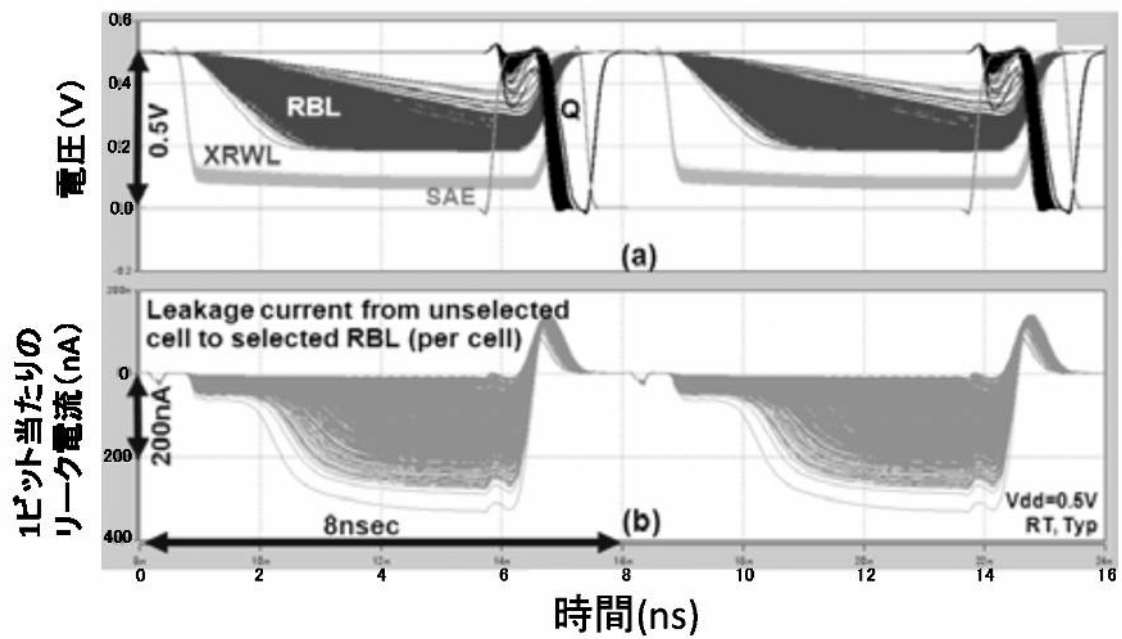 0.6
0.4
0.2
0.0
-0.2
電圧(V)
0.5V
RBL
XRWL
SAE
Q
(a)
200n
0
200
400
1ビット当たりの
リーク電流(nA)
Leakage current from unselected
cell to selected RBL (per cell)
200nA
8nsec
(b)
Vdd=0.5V
RT, Typ
0 2 4 6 8 10 12 14 16
時間(ns)